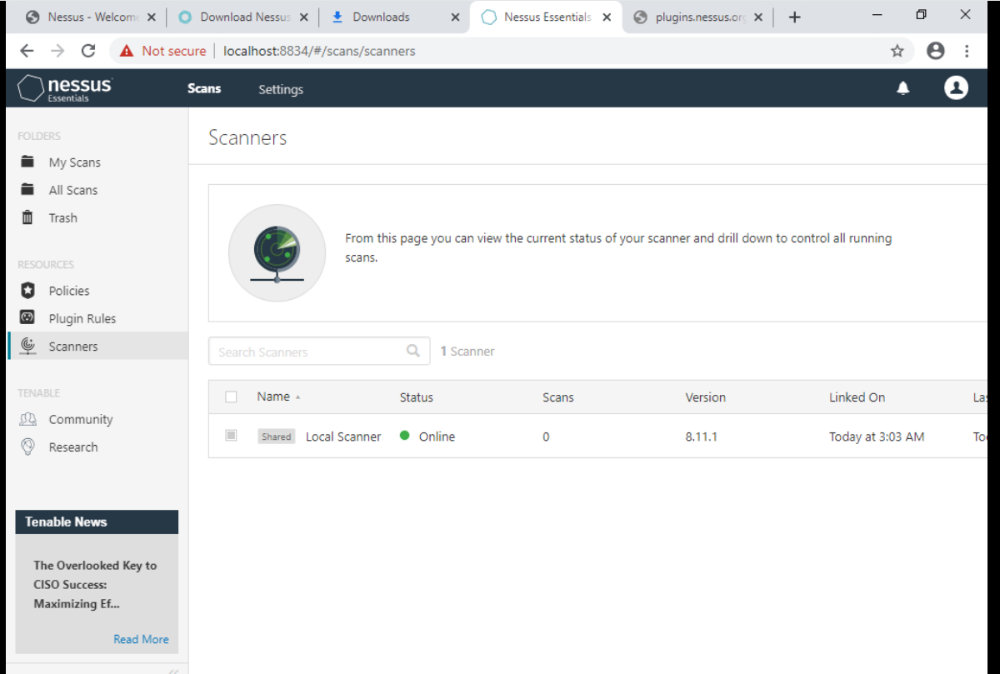 Nessus - Welcome
Download Nessus
Downloads
Nessus Essentials
plugins.nessus.org
Not secure
localhost:8834/#/scans/scanners
nessus
Essentials
Scans
Settings
FOLDERS
My Scans
All Scans
Trash
RESOURCES
Policies
Plugin Rules
Scanners
TENABLE
Community
Research
Tenable News
The Overlooked Key to
CISO Success:
Maximizing Ef...
Read More
Scanners
From this page you can view the current status of your scanner and drill down to control all running
scans.
Search Scanners
1 Scanner
Name Status Scans Version Linked On Las
Shared Local Scanner Online 0 8.11.1 Today at 3:03 AM To